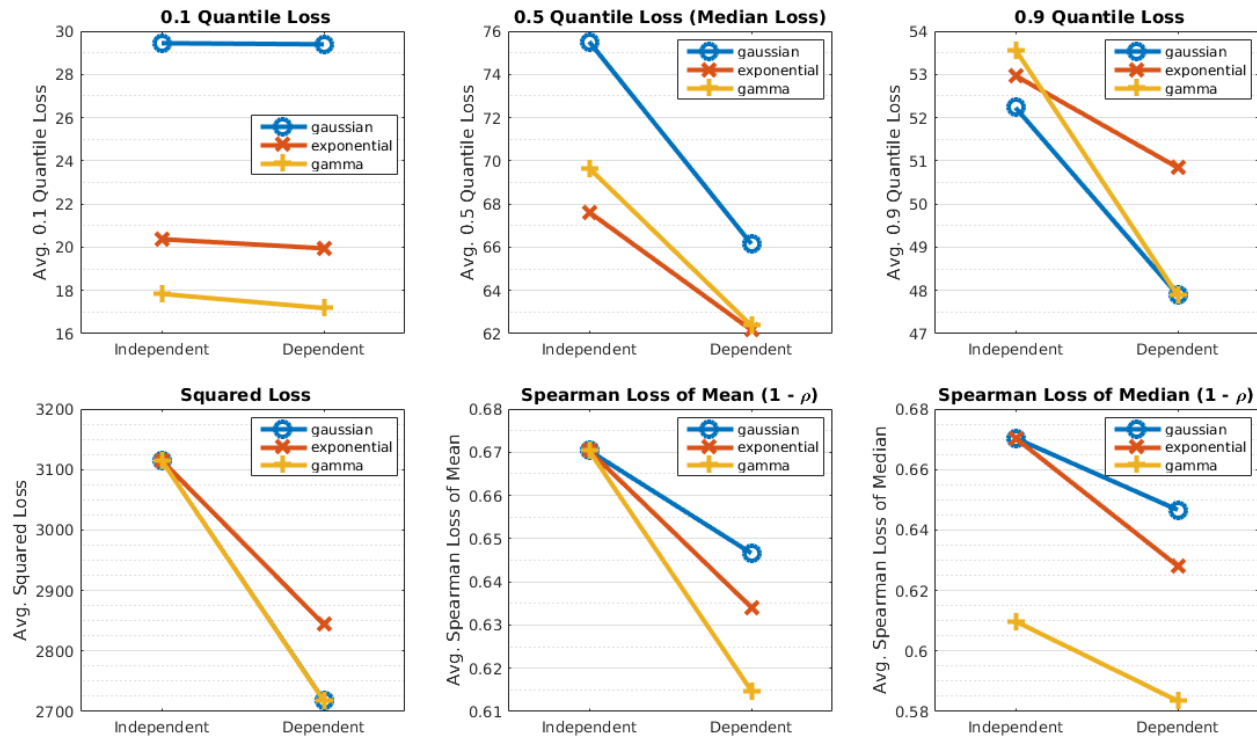 0.1 Quantile Loss
Avg. 0.1 Quantile Loss
30
28
26
24
22
20
18
16
gaussian
exponential
gamma
Independent
Dependent
0.5 Quantile Loss (Median Loss)
Avg. 0.5 Quantile Loss
76
74
72
70
68
66
64
62
gaussian
exponential
gamma
Independent
Dependent
0.9 Quantile Loss
Avg. 0.9 Quantile Loss
54
53
52
51
50
49
48
47
gaussian
exponential
gamma
Independent
Dependent
Squared Loss
Avg. Squared Loss
3200
3100
3000
2900
2800
2700
gaussian
exponential
gamma
Independent
Dependent
Spearman Loss of Mean (1 - ρ)
Avg. Spearman Loss of Mean
0.68
0.67
0.66
0.65
0.64
0.63
0.62
0.61
gaussian
exponential
gamma
Independent
Dependent
Spearman Loss of Median (1 - ρ)
Avg. Spearman Loss of Median
0.68
0.66
0.64
0.62
0.6
0.58
gaussian
exponential
gamma
Independent
Dependent